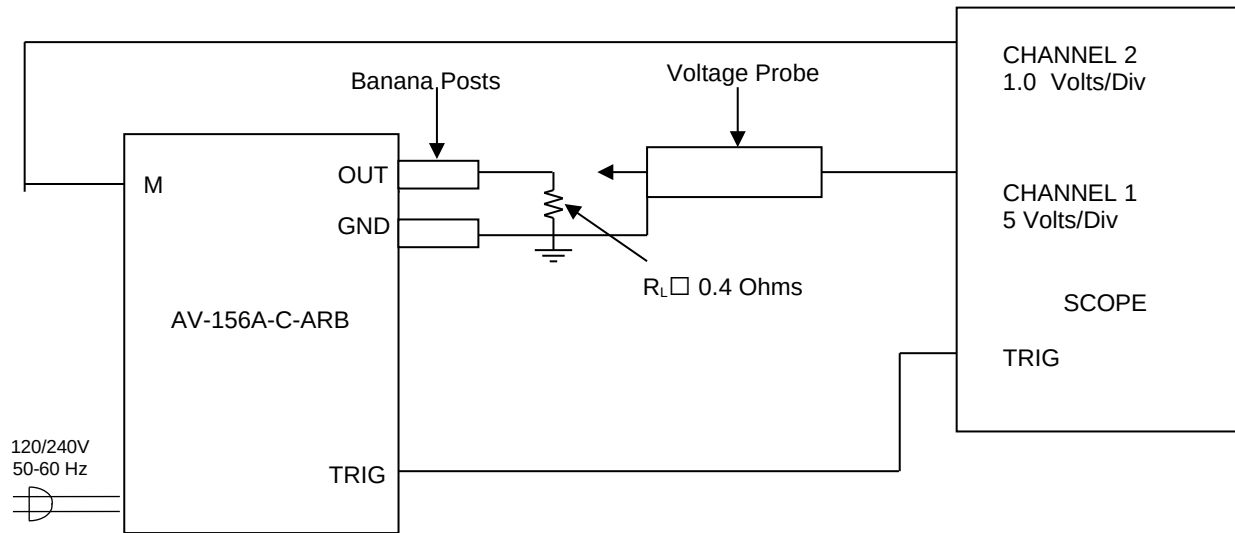 CHANNEL 2
1.0 Volts/Div
Banana Posts
Voltage Probe
M
OUT
GND
CHANNEL 1
5 Volts/Div
RL□ 0.4 Ohms
AV-156A-C-ARB
SCOPE
TRIG
120/240V
50-60 Hz
TRIG